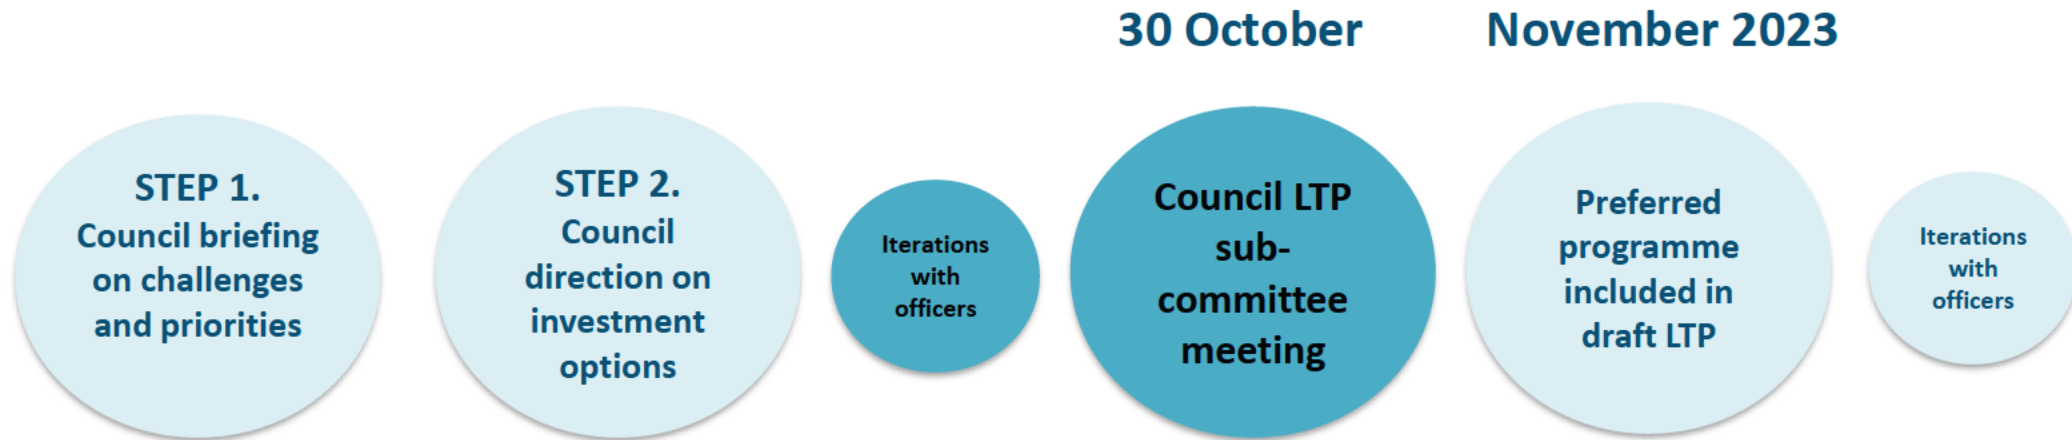 30 October
November 2023
STEP 1.
Council briefing
on challenges
and priorities
STEP 2.
Council
direction on
investment
options
Iterations
with
officers
Council LTP
sub-
committee
meeting
Preferred
programme
included in
draft LTP
Iterations
with
officers